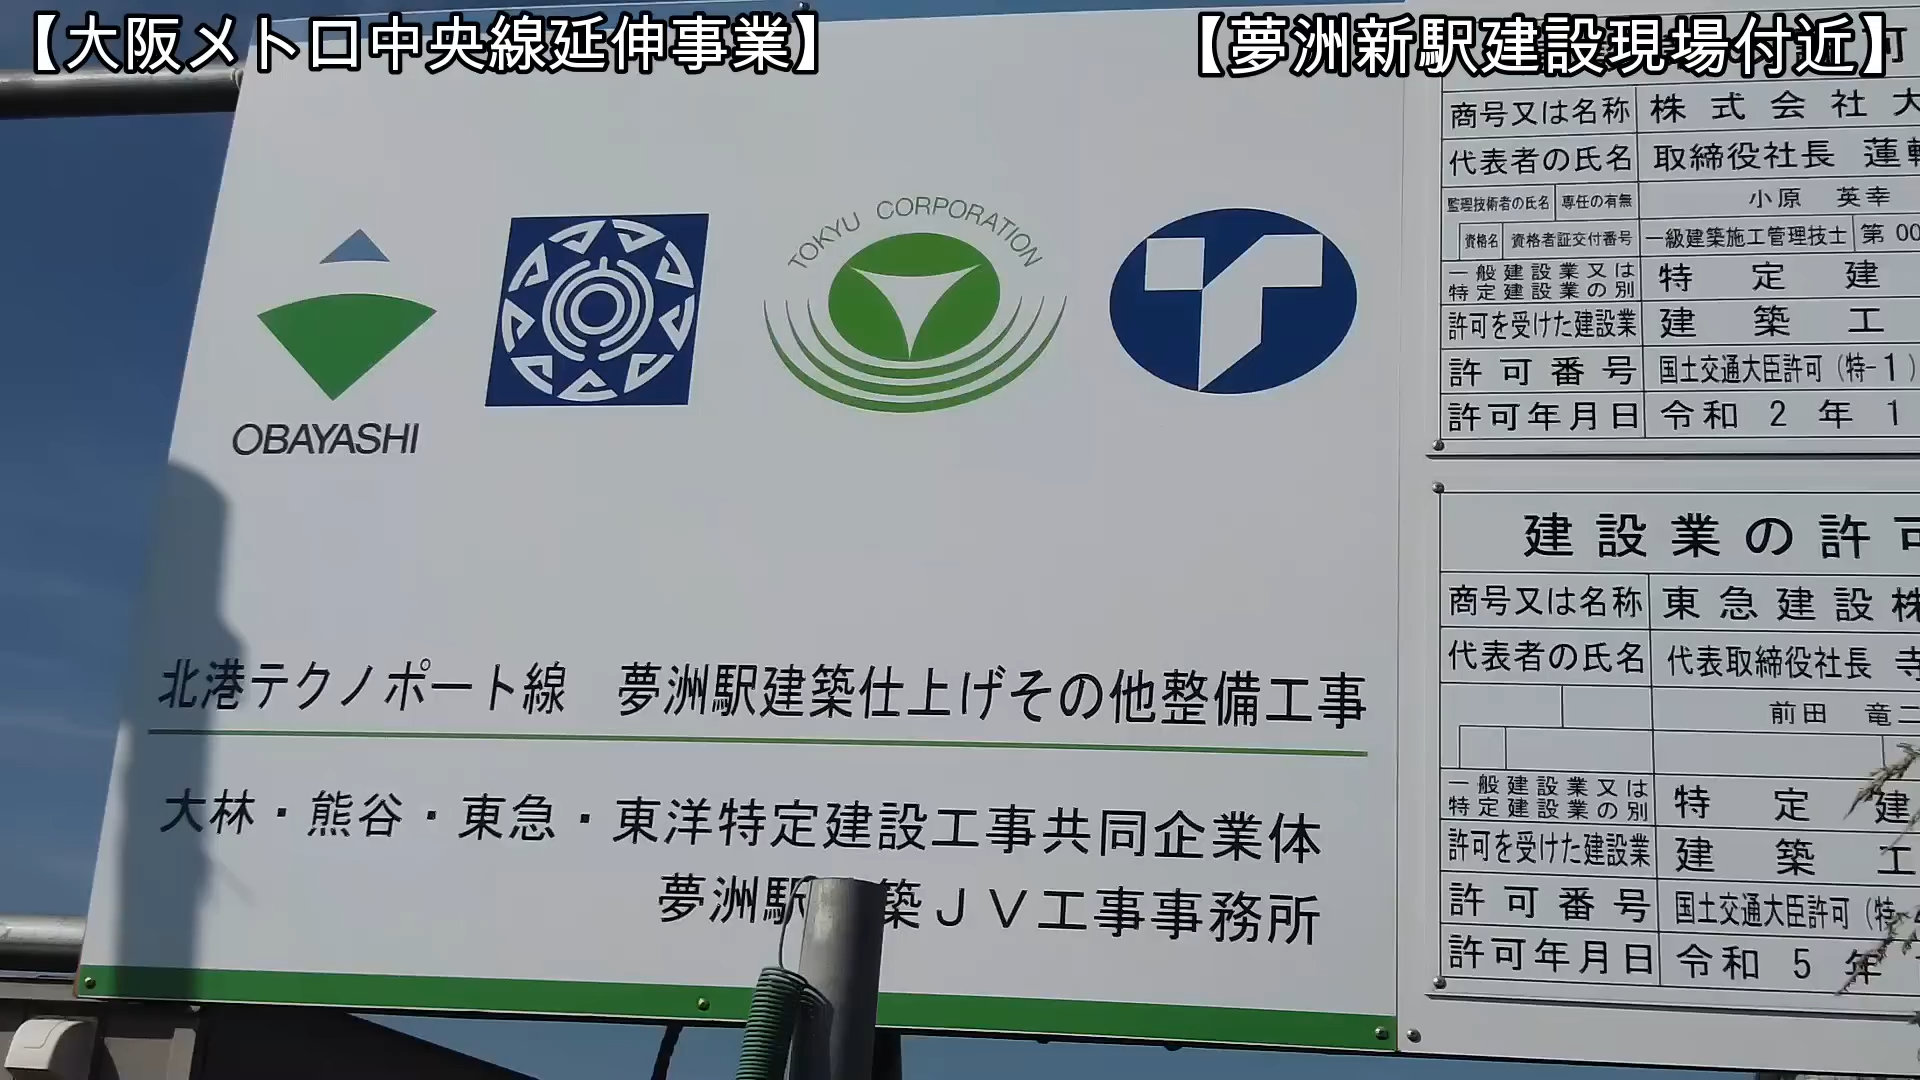 【大阪メトロ中央線延伸事業】
【夢洲新駅建設現場付近】
OBAYASHI
TOKYU CORPORATION
北港テクノポート線 夢洲駅建築仕上げその他整備工事
大林・熊谷・東急・東洋特定建設工事共同企業体
夢洲駅 築JV工事事務所
商号又は名称 株式会社大
代表者の氏名 取締役社長 蓮
監理技術者の氏名 専任の有無 小原 英幸
資格名 資格者証交付番号 一級建築施工管理技士 第 00
一般建設業又は
特定建設業の別 特定建
許可を受けた建設業 建築工
許可番号 国土交通大臣許可(特-1)
許可年月日 令和2年1
建設業の許可
商号又は名称 東急建設株
代表者の氏名 代表取締役社長 寺
前田 竜二
一般建設業又は
特定建設業の別 特定建
許可を受けた建設業 建築工
許可番号 国土交通大臣許可(特-
許可年月日 令和5年